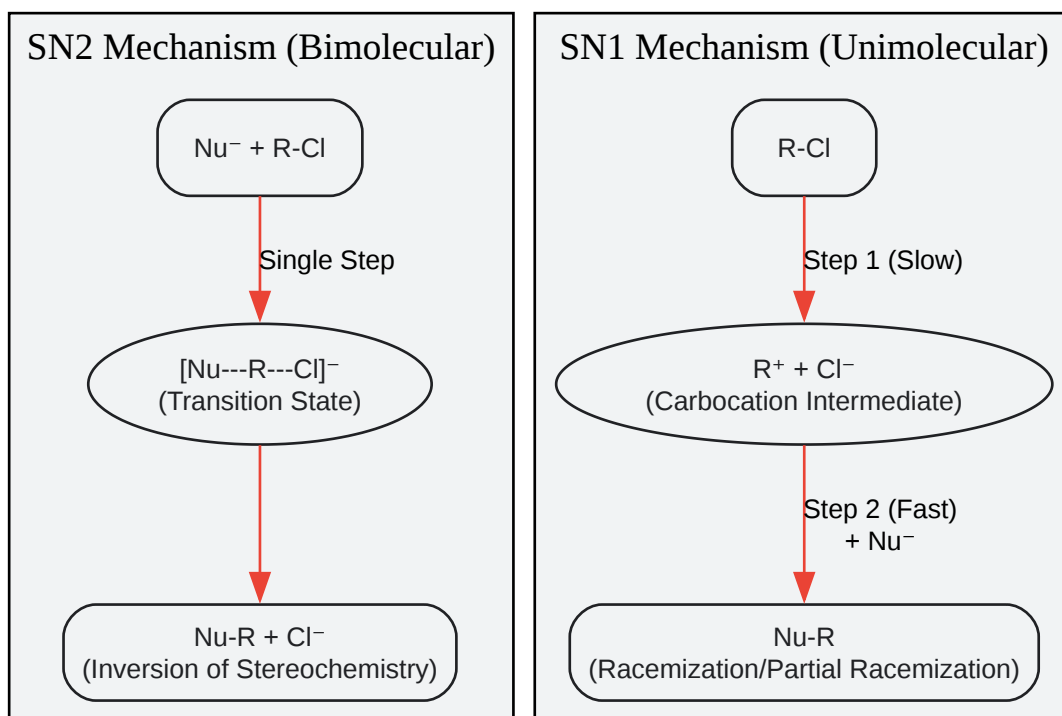 SN2 Mechanism (Bimolecular)
Nu⁻ + R-Cl
Single Step
[Nu---R---Cl]⁻
(Transition State)
Nu-R + Cl⁻
(Inversion of Stereochemistry)
SN1 Mechanism (Unimolecular)
R-Cl
Step 1 (Slow)
R⁺ + Cl⁻
(Carbocation Intermediate)
Step 2 (Fast)
+ Nu⁻
Nu-R
(Racemization/Partial Racemization)